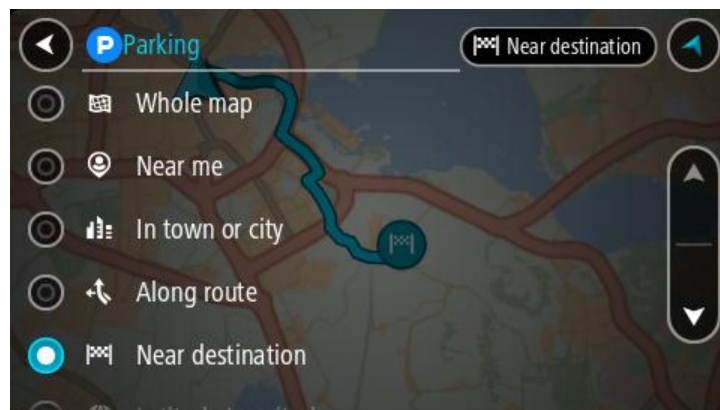 P Parking
Near destination
Whole map
Near me
In town or city
Along route
Near destination